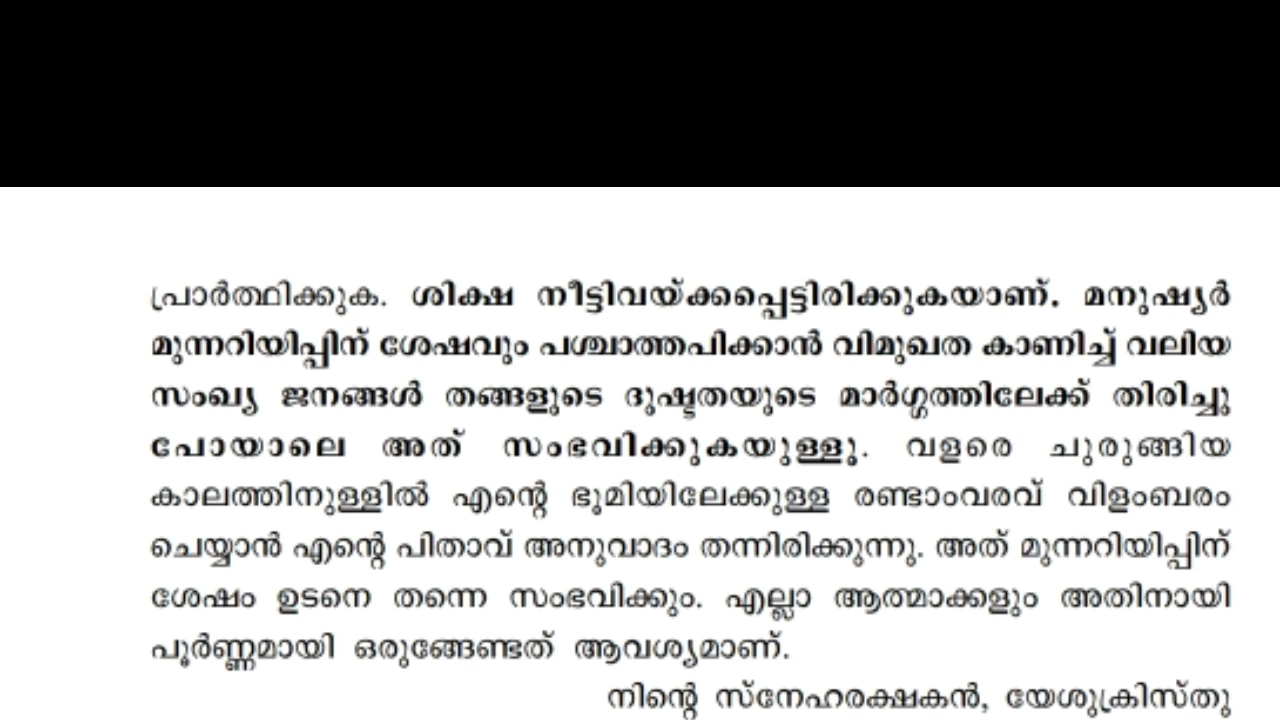 പ്രാർത്ഥിക്കുക. ശിക്ഷ നീട്ടിവയ്ക്കപ്പെട്ടിരിക്കുകയാണ്. മനുഷ്യർ
മുന്നറിയിപ്പിന് ശേഷവും പശ്ചാത്തപിക്കാൻ വിമുഖത കാണിച്ച് വലിയ
സംഖ്യ ജനങ്ങൾ തങ്ങളുടെ ദുഷ്ടതയുടെ മാർഗ്ഗത്തിലേക്ക് തിരിച്ചു
പോയാലെ അത് സംഭവിക്കുകയുള്ളു. വളരെ ചുരുങ്ങിയ
കാലത്തിനുള്ളിൽ എന്റെ ഭൂമിയിലേക്കുള്ള രണ്ടാംവരവ് വിളംബരം
ചെയ്യാൻ എന്റെ പിതാവ് അനുവാദം തന്നിരിക്കുന്നു. അത് മുന്നറിയിപ്പിന്
ശേഷം ഉടനെ തന്നെ സംഭവിക്കും. എല്ലാ ആത്മാക്കളും അതിനായി
പൂർണ്ണമായി ഒരുങ്ങേണ്ടത് ആവശ്യമാണ്.
നിന്റെ സ്നേഹരക്ഷകൻ, യേശുക്രിസ്തു